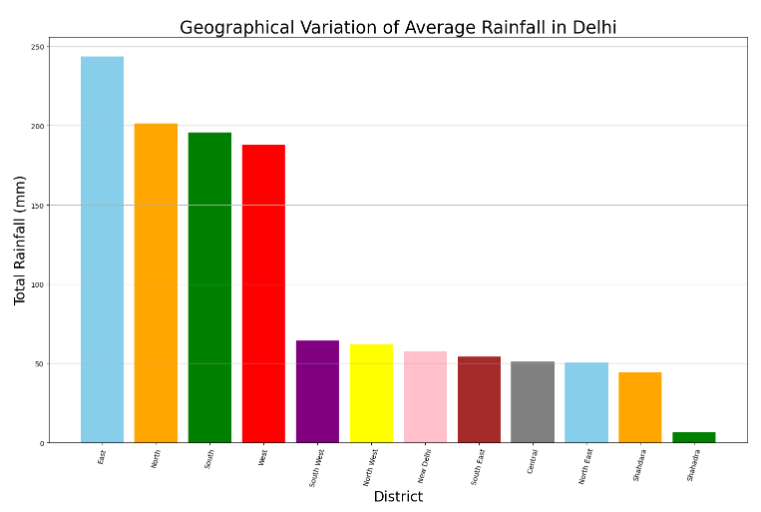 Geographical Variation of Average Rainfall in Delhi
Total Rainfall (mm)
250
200
150
100
50
0
East
North
South
West
South West
North West
New Delhi
South East
Central
North East
Shahdara
Shahadra
District